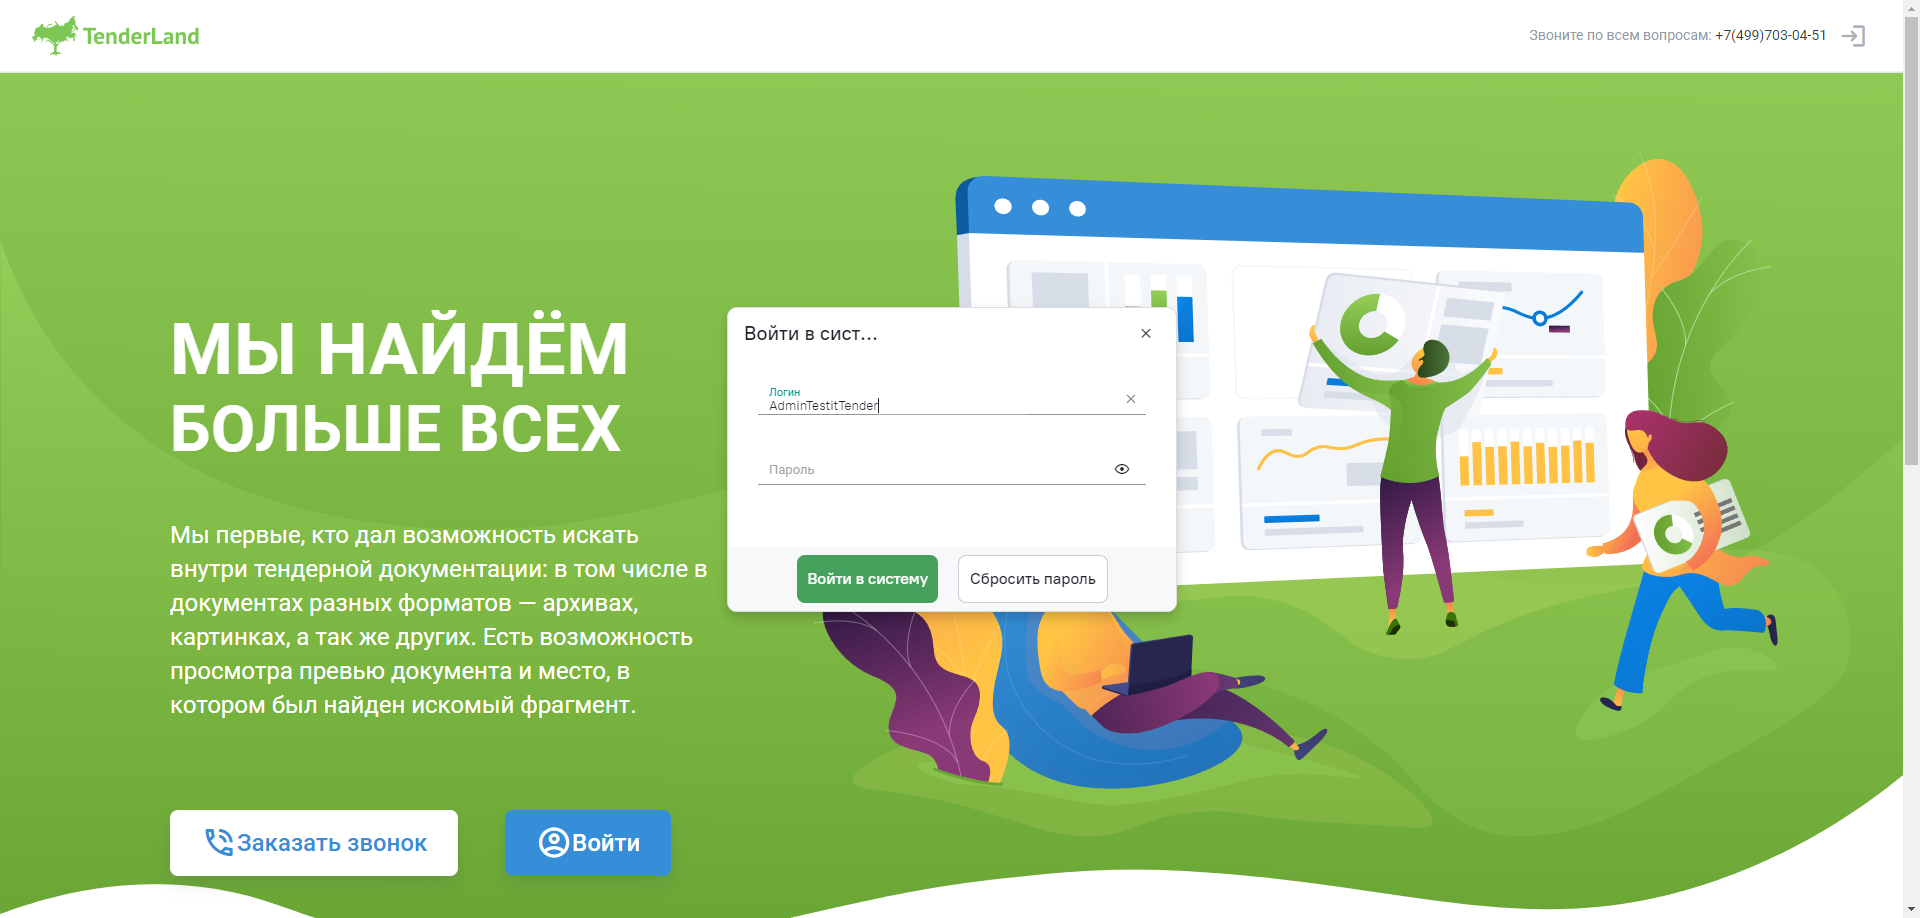 TenderLand
Звоните по всем вопросам: +7(499)703-04-51
МЫ НАЙДЁМ
БОЛЬШЕ ВСЕХ
Мы первые, кто дал возможность искать
внутри тендерной документации: в том числе в
документах разных форматов — архивах,
картинках, а так же других. Есть возможность
просмотра превью документа и место, в
котором был найден искомый фрагмент.
Заказать звонок
Войти
Войти в сист...
Логин
AdminTestitTender
Пароль
Войти в систему
Сбросить пароль